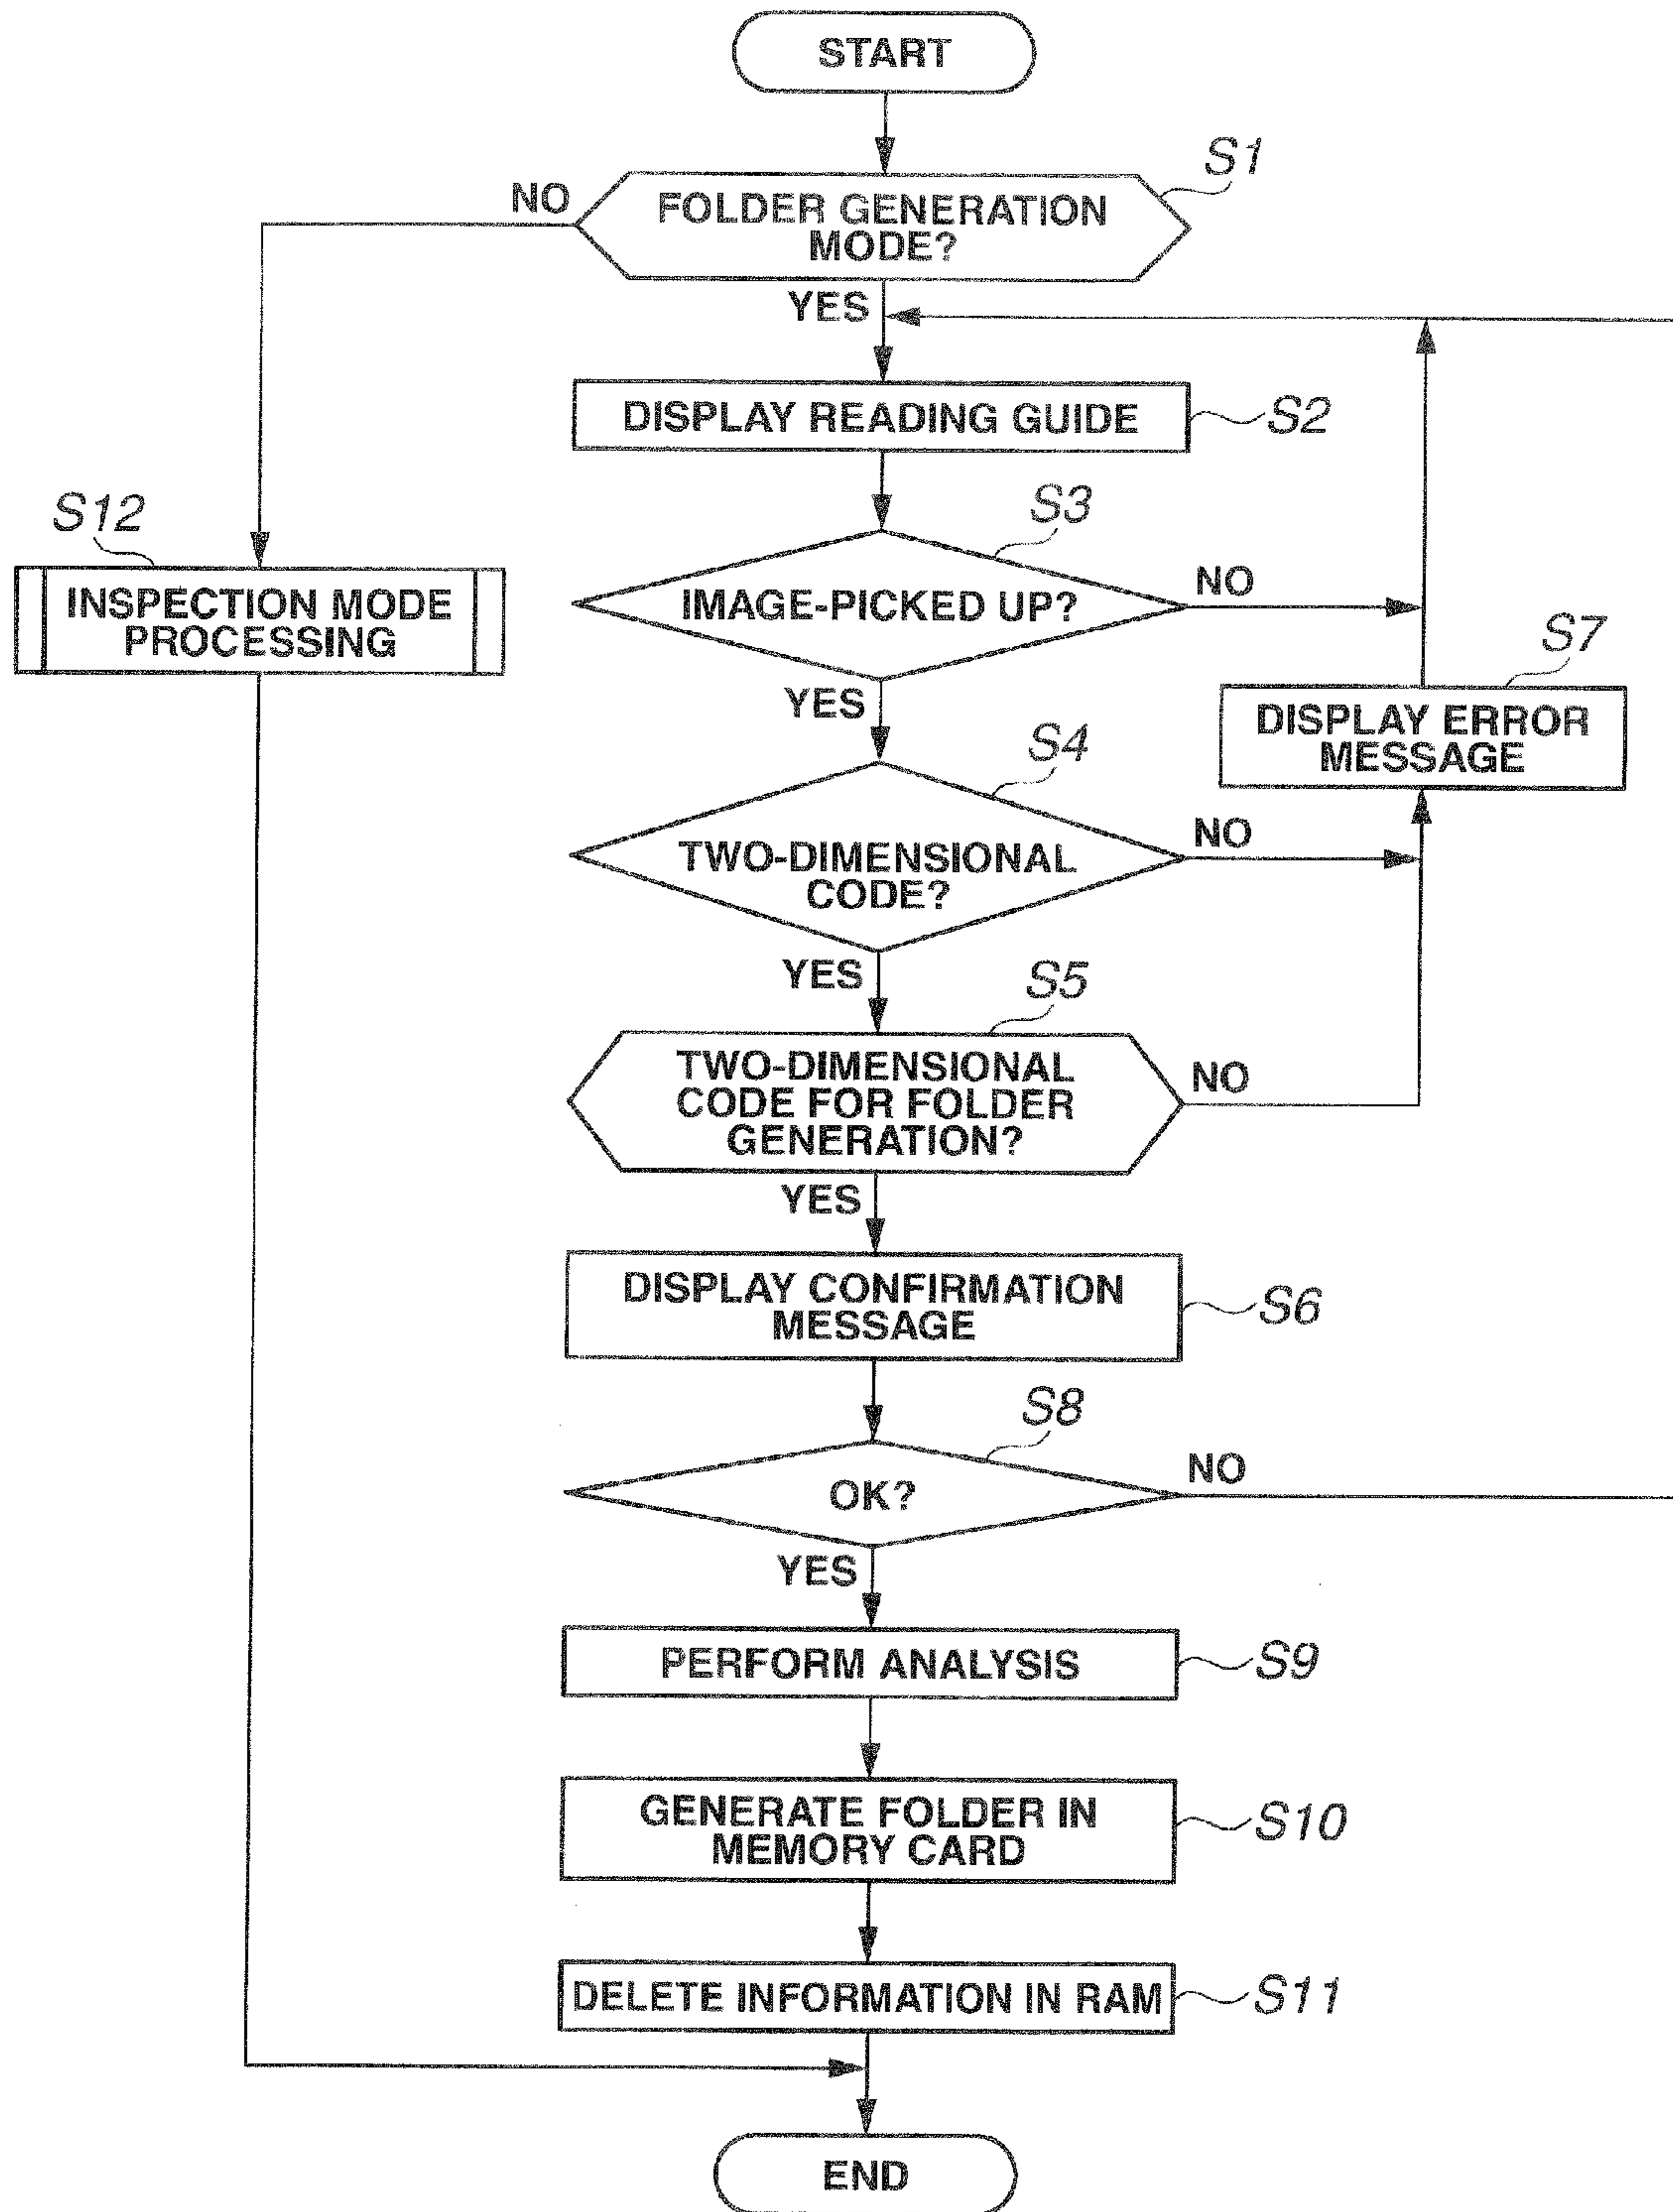 START
S1
NO
FOLDER GENERATION
MODE?
YES
DISPLAY READING GUIDE
S2
S12
S3
INSPECTION MODE
PROCESSING
IMAGE-PICKED UP?
NO
S7
YES
DISPLAY ERROR
MESSAGE
S4
TWO-DIMENSIONAL
CODE?
NO
YES
S5
TWO-DIMENSIONAL
CODE FOR FOLDER
GENERATION?
NO
YES
DISPLAY CONFIRMATION
MESSAGE
S6
S8
OK?
NO
YES
PERFORM ANALYSIS
S9
GENERATE FOLDER IN
MEMORY CARD
S10
DELETE INFORMATION IN RAM
S11
END